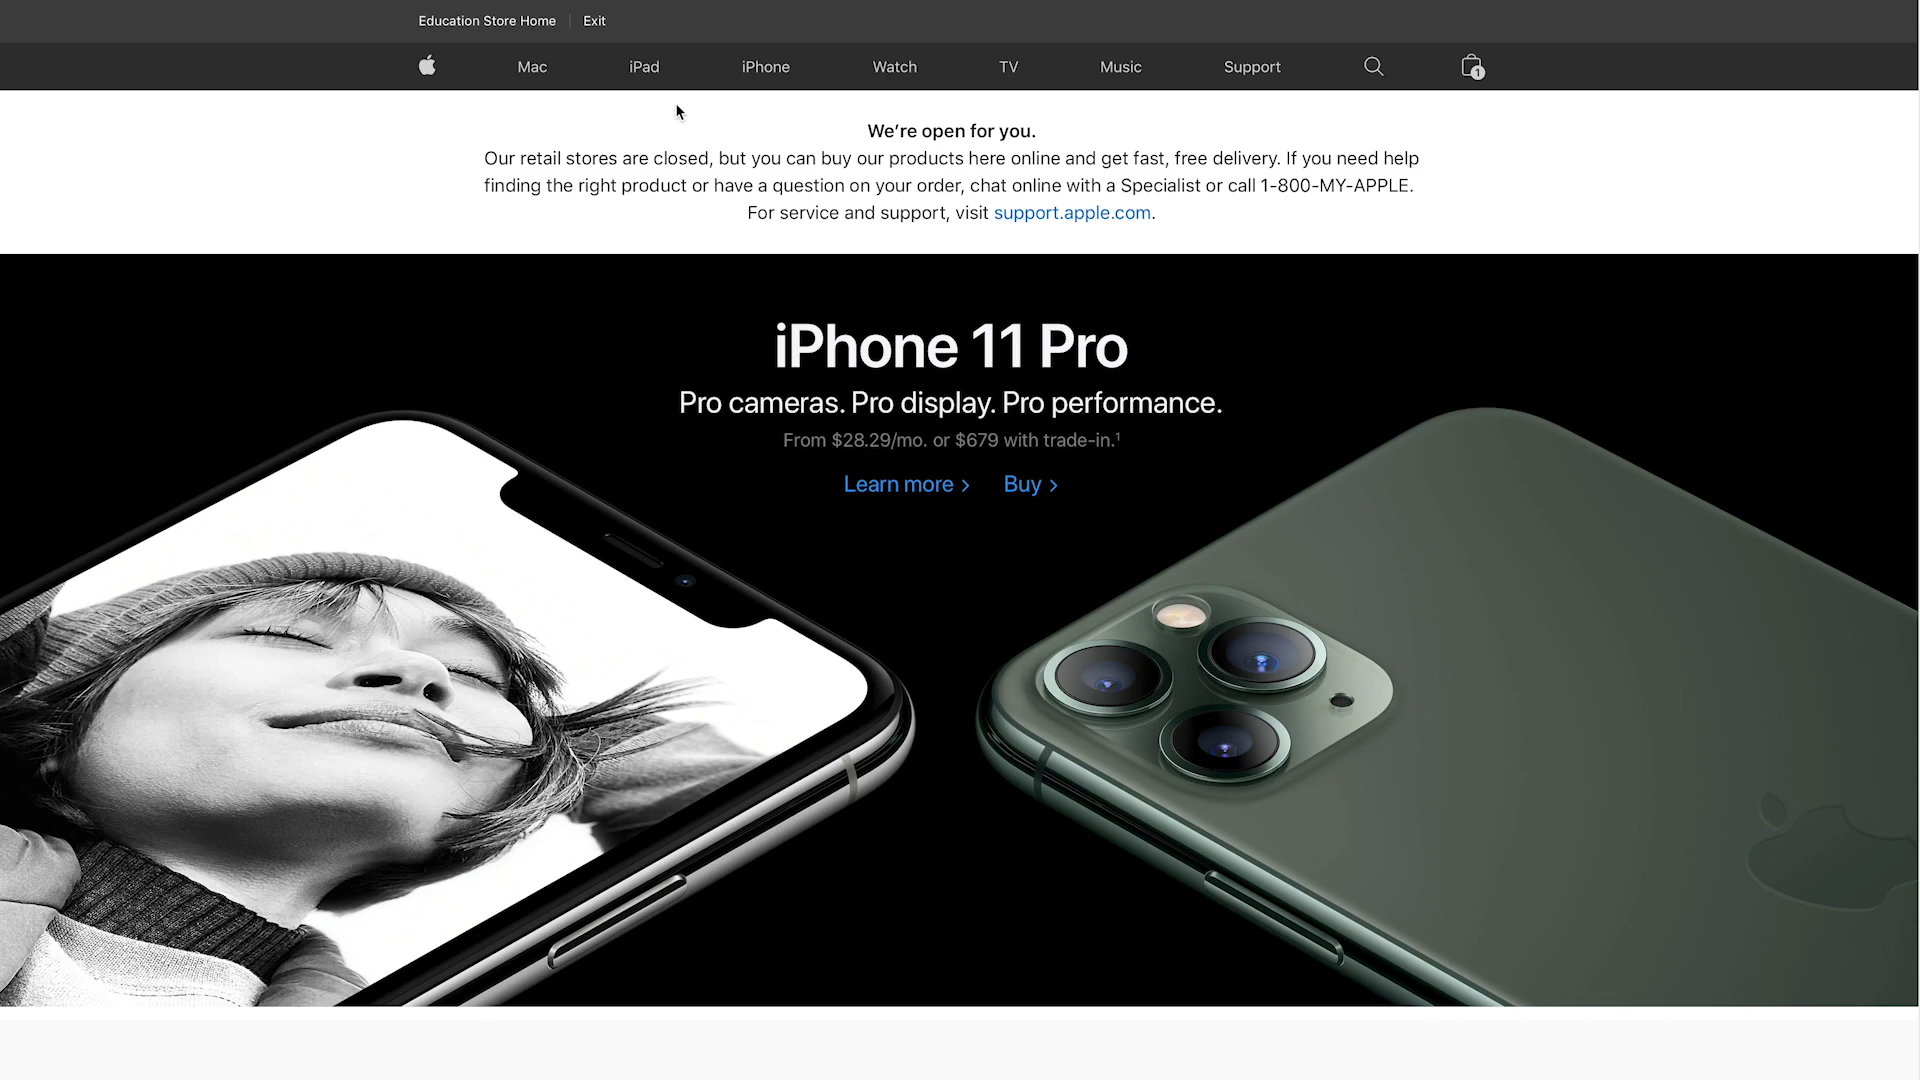 Education Store Home
Exit
Mac
iPad
iPhone
Watch
TV
Music
Support
1
We're open for you.
Our retail stores are closed, but you can buy our products here online and get fast, free delivery. If you need help
finding the right product or have a question on your order, chat online with a Specialist or call 1-800-MY-APPLE.
For service and support, visit support.apple.com.
iPhone 11 Pro
Pro cameras. Pro display. Pro performance.
From $28.29/mo. or $679 with trade-in.¹
Learn more >
Buy >